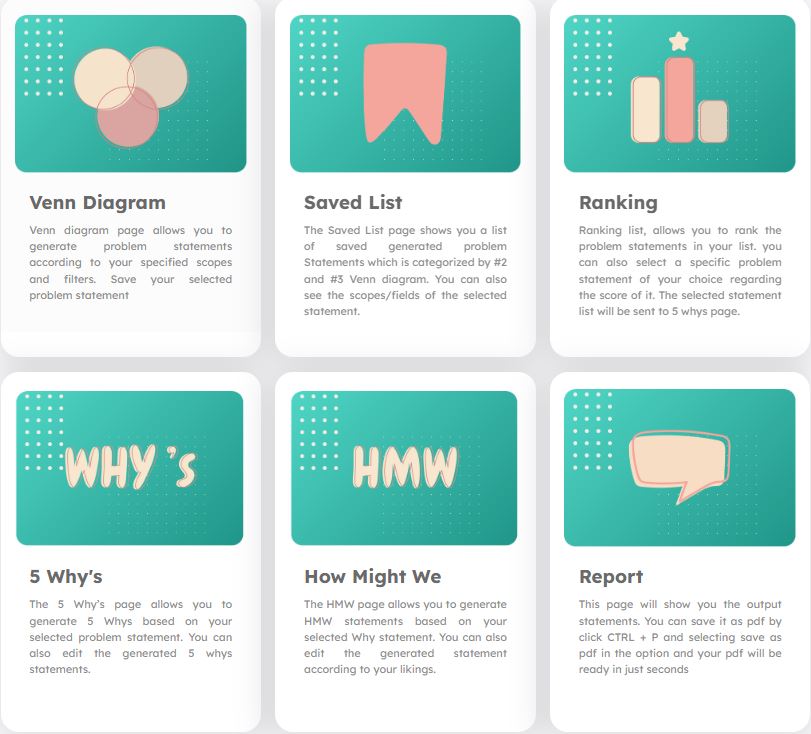 Venn Diagram
Venn diagram page allows you to
generate problem statements
according to your specified scopes
and filters. Save your selected
problem statement
Saved List
The Saved List page shows you a list
of saved generated problem
Statements which is categorized by #2
and #3 Venn diagram. You can also
see the scopes/fields of the selected
statement.
Ranking
Ranking list, allows you to rank the
problem statements in your list. you
can also select a specific problem
statement of your choice regarding
the score of it. The selected statement
list will be sent to 5 whys page.
WHY's
5 Why's
The 5 Why's page allows you to
generate 5 Whys based on your
selected problem statement. You can
also edit the generated 5 whys
statements.
HMW
How Might We
The HMW page allows you to generate
HMW statements based on your
selected Why statement. You can also
edit the generated statement
according to your likings.
Report
This page will show you the output
statements. You can save it as pdf by
click CTRL + P and selecting save as
pdf in the option and your pdf will be
ready in just seconds